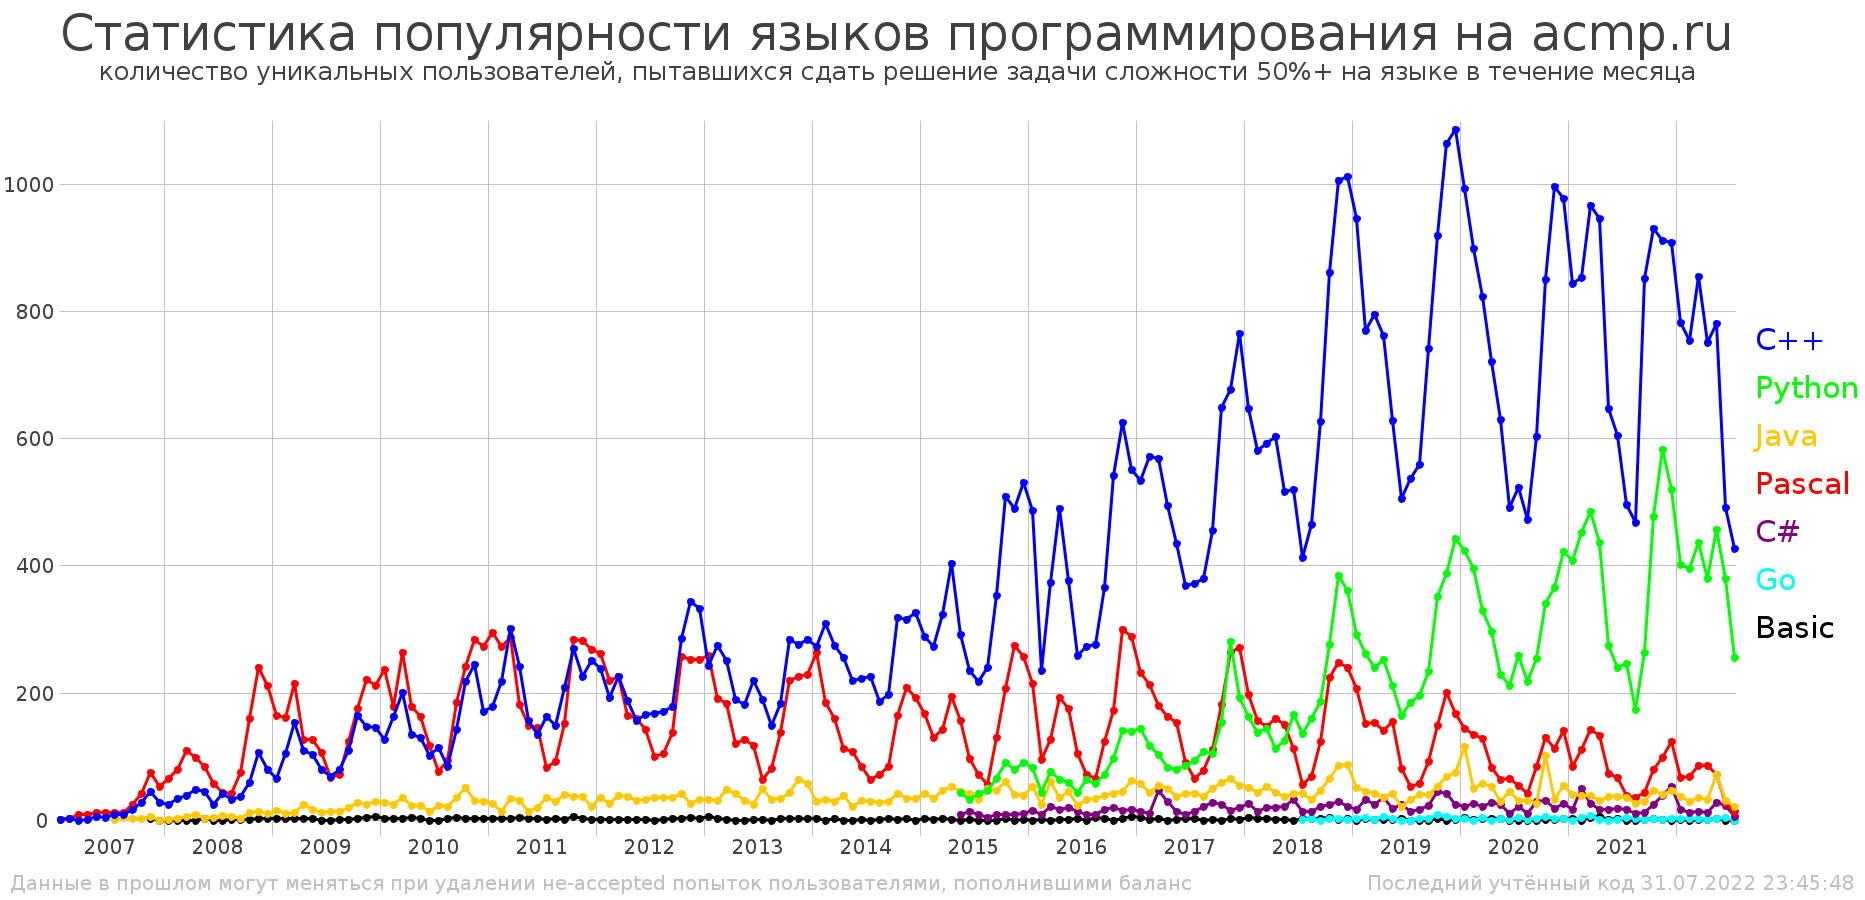 Статистика популярности языков программирования на acmp.ru
количество уникальных пользователей, пытавшихся сдать решение задачи сложности 50%+ на языке в течение месяца
1000
800
600
400
200
0
C++
Python
Java
Pascal
C#
Go
Basic
2007 2008 2009 2010 2011 2012 2013 2014 2015 2016 2017 2018 2019 2020 2021
Данные в прошлом могут меняться при удалении не-accepted попыток пользователями, пополнившими баланс
Последний учтённый код 31.07.2022 23:45:48